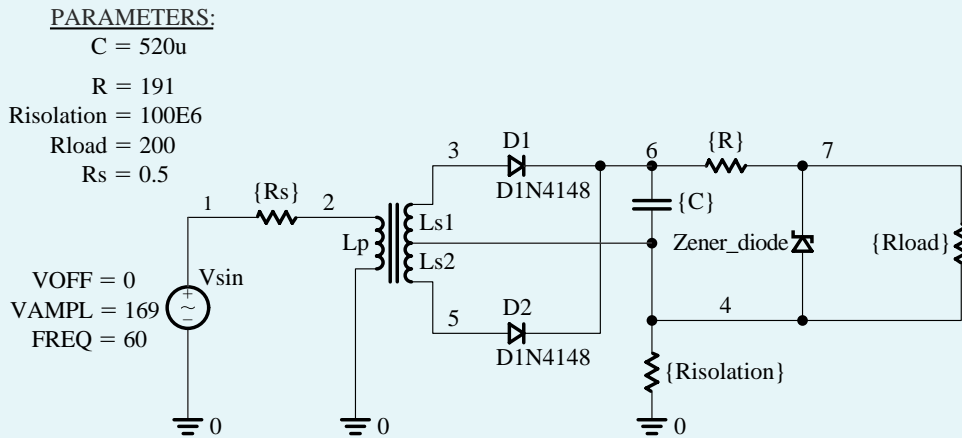 PARAMETERS:
C = 520u
R = 191
Risolation = 100E6
Rload = 200
Rs = 0.5
3
D1
D1N4148
6
{R}
7
1
{Rs}
2
{C}
Lp
Ls1
Ls2
Zener_diode
{Rload}
VOFF = 0
VAMPL = 169
FREQ = 60
Vsin
+
~
−
5
D2
D1N4148
4
{Risolation}
0
0
0